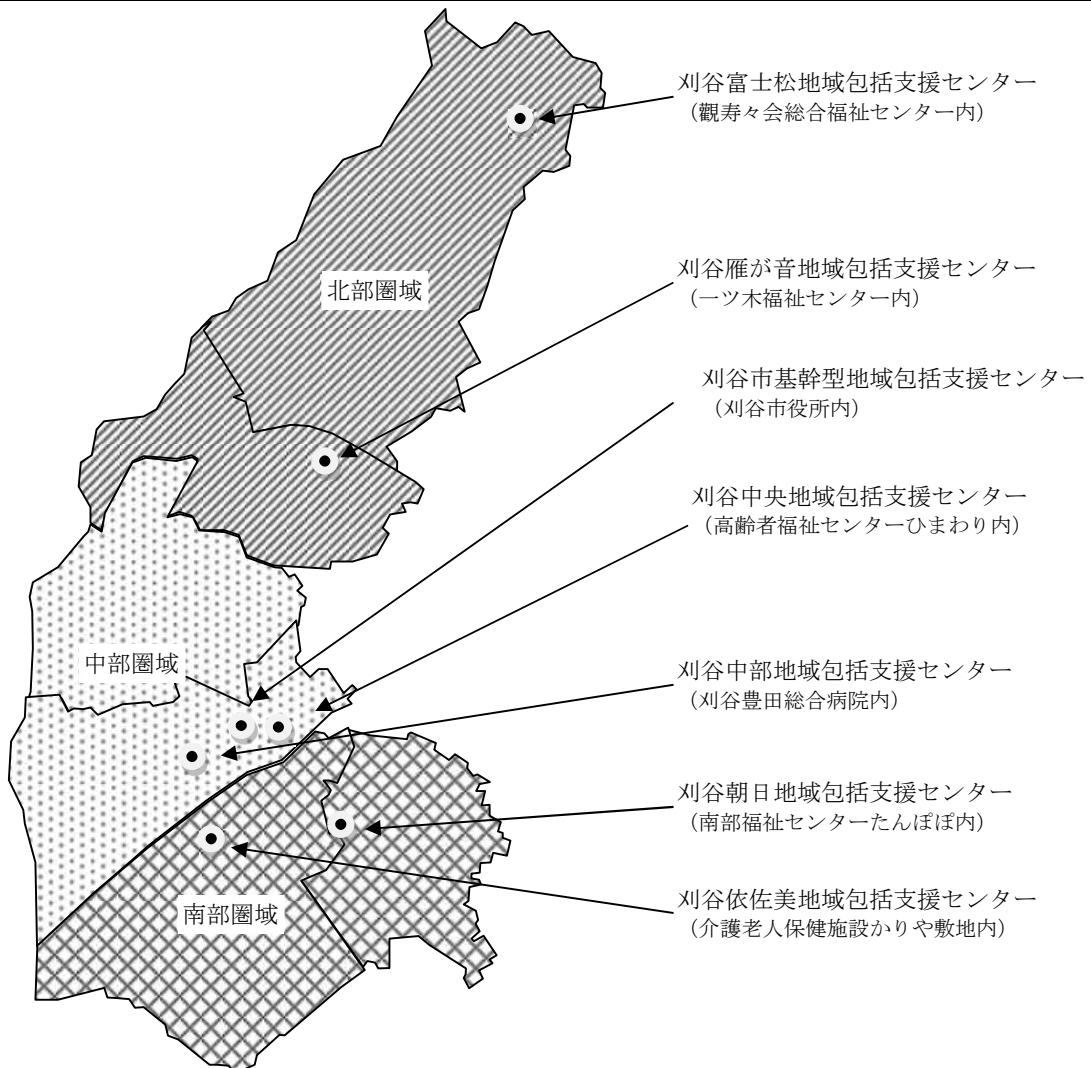 刈谷富士松地域包括支援センター
（觀寿々会総合福祉センター内）
北部圏域
刈谷雁が音地域包括支援センター
（一ツ木福祉センター内）
刈谷市基幹型地域包括支援センター
（刈谷市役所内）
刈谷中央地域包括支援センター
（高齢者福祉センターひまわり内）
中部圏域
刈谷中部地域包括支援センター
（刈谷豊田総合病院内）
刈谷朝日地域包括支援センター
（南部福祉センターたんぽぽ内）
南部圏域
刈谷依佐美地域包括支援センター
（介護老人保健施設かりや敷地内）